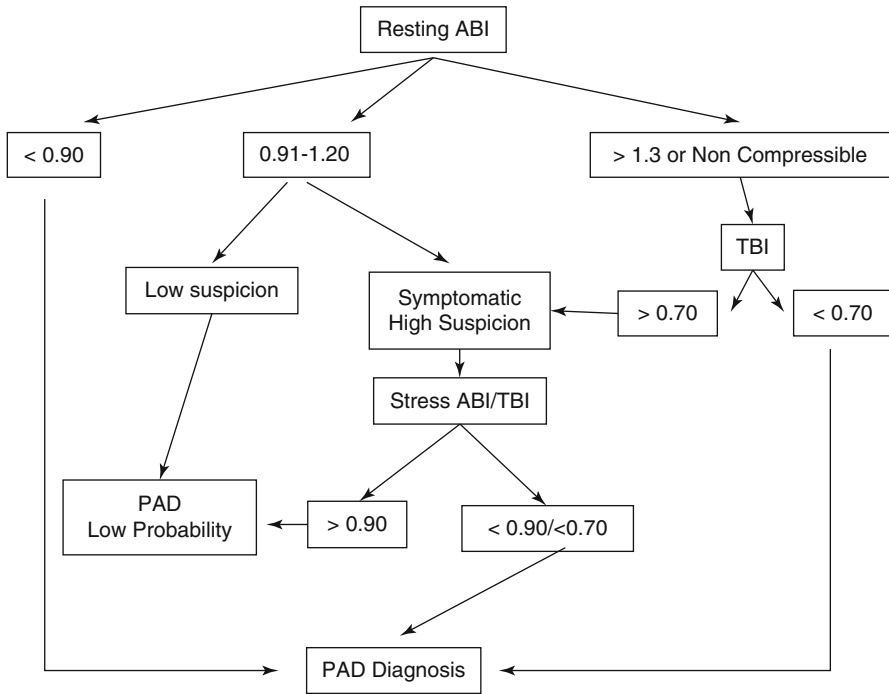 Resting ABI
< 0.90
0.91-1.20
> 1.3 or Non Compressible
TBI
Low suspicion
Symptomatic
High Suspicion
> 0.70
< 0.70
Stress ABI/TBI
PAD
Low Probability
> 0.90
< 0.90/<0.70
PAD Diagnosis